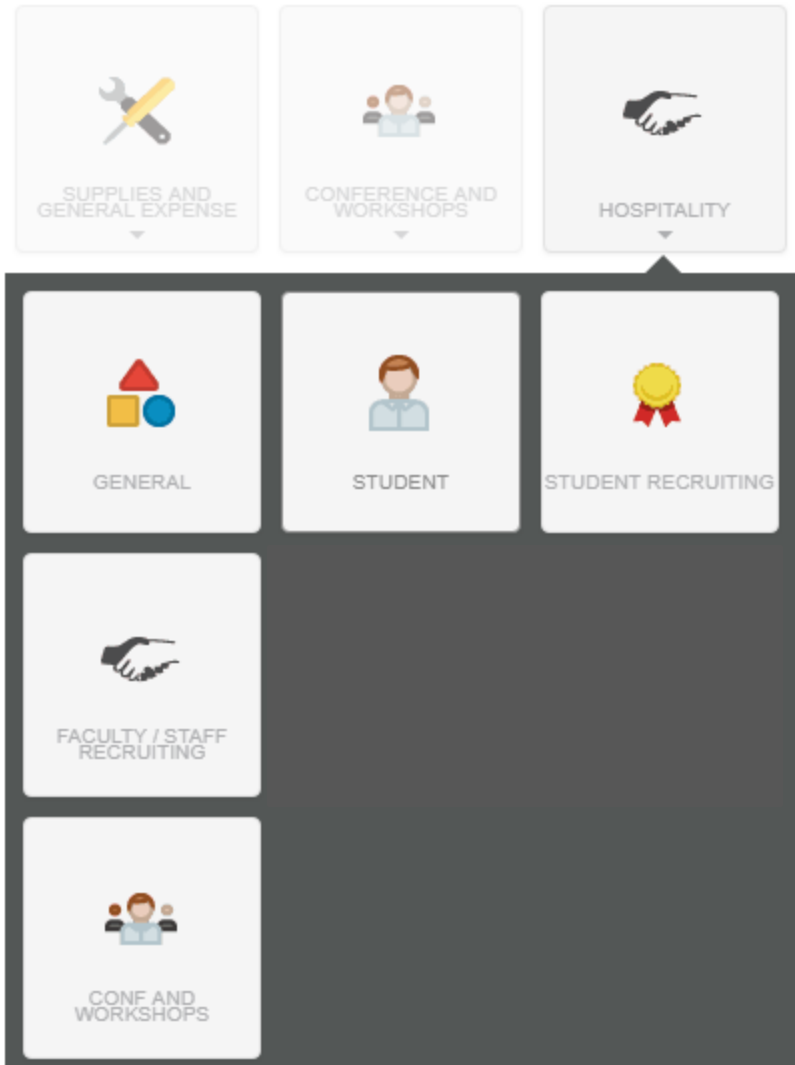 SUPPLIES AND
GENERAL EXPENSE
CONFERENCE AND
WORKSHOPS
HOSPITALITY
GENERAL
STUDENT
STUDENT RECRUITING
FACULTY / STAFF
RECRUITING
CONF AND
WORKSHOPS